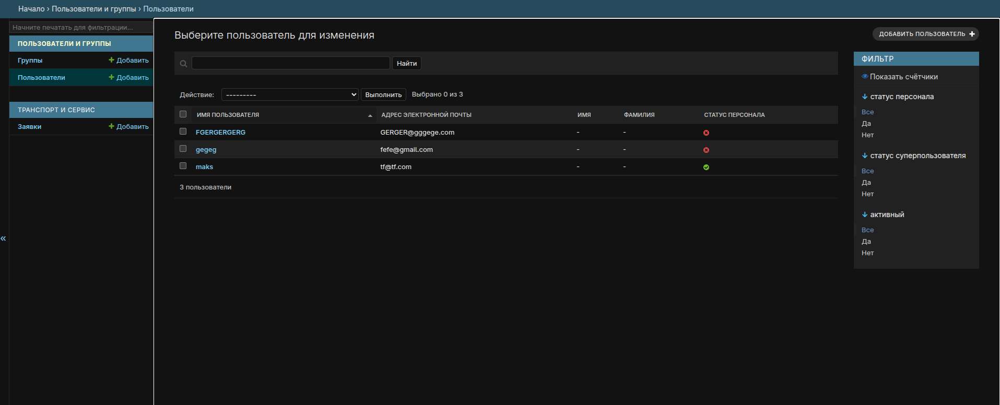 Начало › Пользователи и группы › Пользователи
Начните печатать для фильтрации...
ПОЛЬЗОВАТЕЛИ И ГРУППЫ
Группы + Добавить
Пользователи + Добавить
ТРАНСПОРТ И СЕРВИС
Заявки + Добавить
«
Выберите пользователь для изменения
ДОБАВИТЬ ПОЛЬЗОВАТЕЛЬ +
Найти
Действие: --------- Выполнить Выбрано 0 из 3
ИМЯ ПОЛЬЗОВАТЕЛЯ АДРЕС ЭЛЕКТРОННОЙ ПОЧТЫ ИМЯ ФАМИЛИЯ СТАТУС ПЕРСОНАЛА
FGERGERGERG GERGER@gggege.com - -
gegeg fefe@gmail.com - -
maks tf@tf.com - -
3 пользователи
ФИЛЬТР
Показать счётчики
↓ статус персонала
Все
Да
Нет
↓ статус суперпользователя
Все
Да
Нет
↓ активный
Все
Да
Нет